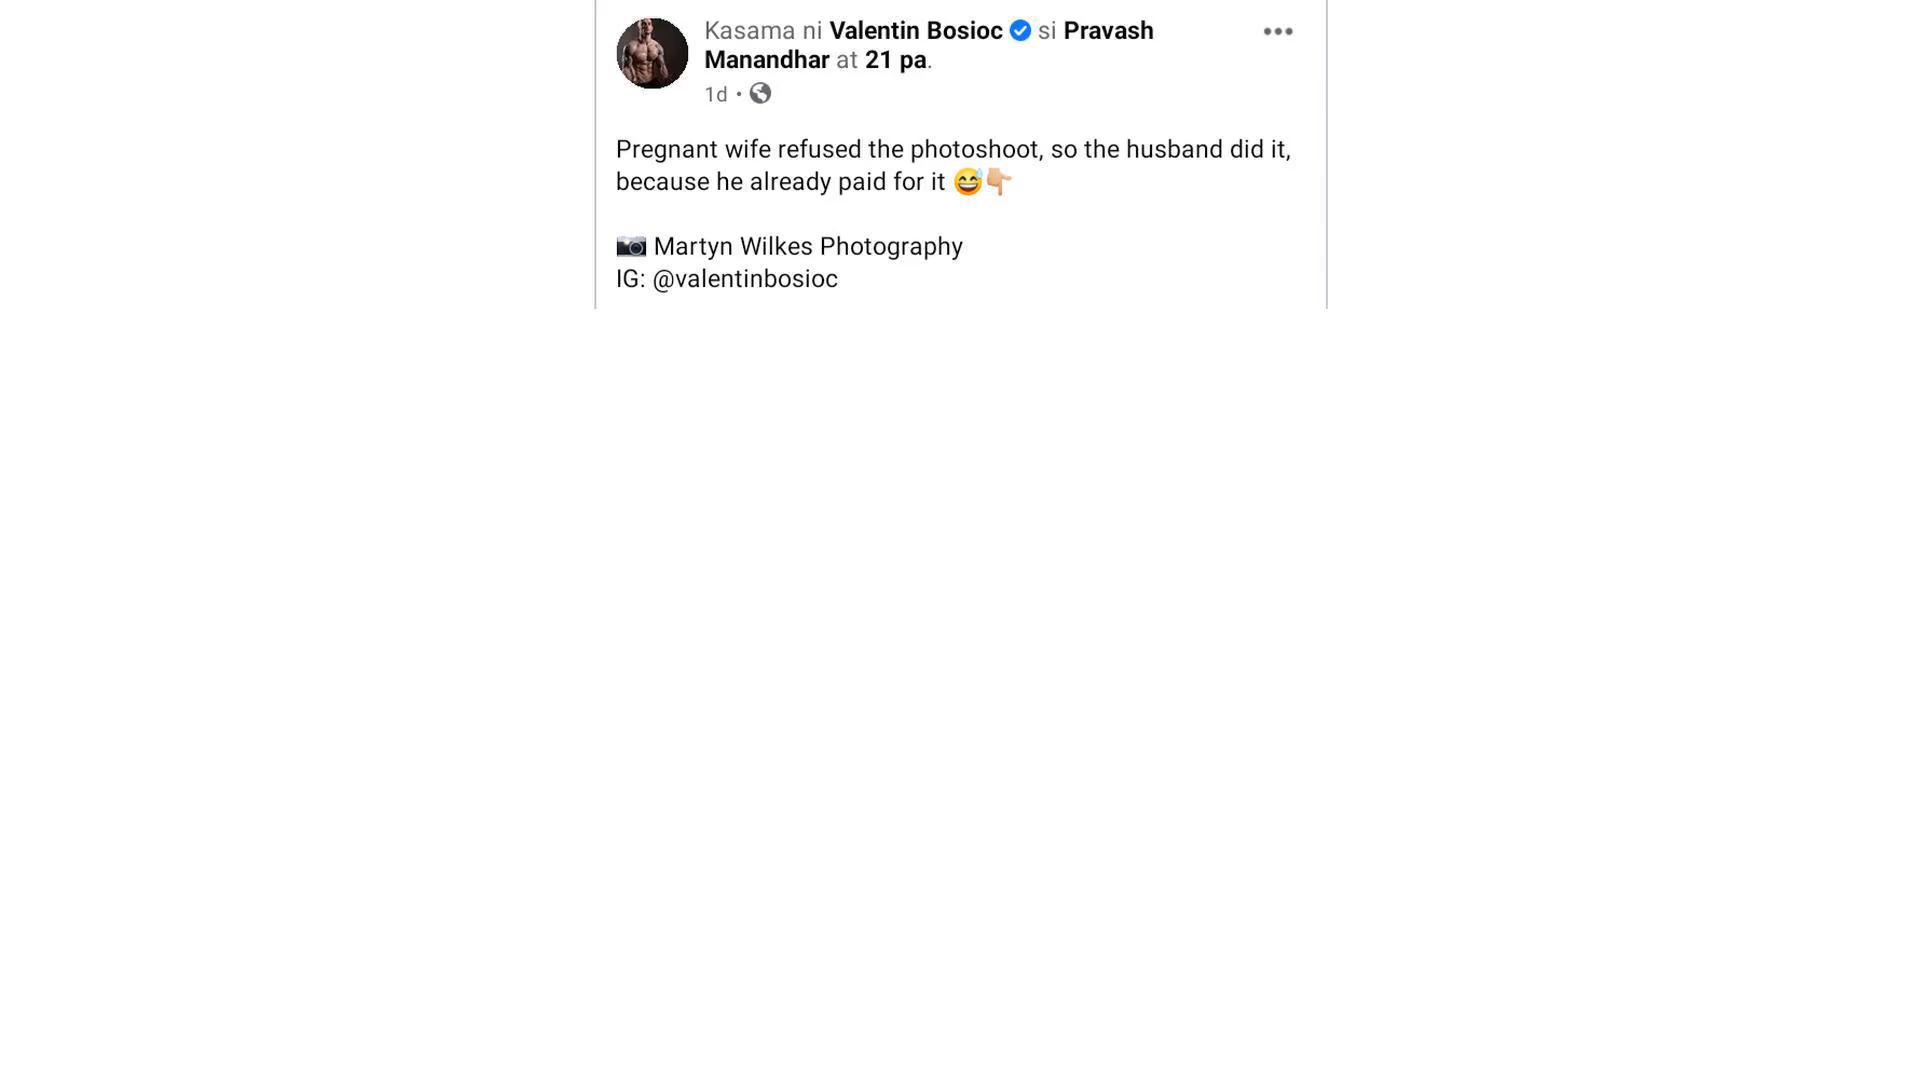 Kasama ni Valentin Bosioc si Pravash
Manandhar at 21 pa.
1d •
Pregnant wife refused the photoshoot, so the husband did it,
because he already paid for it 😅👇🏼
📷 Martyn Wilkes Photography
IG: @valentinbosioc